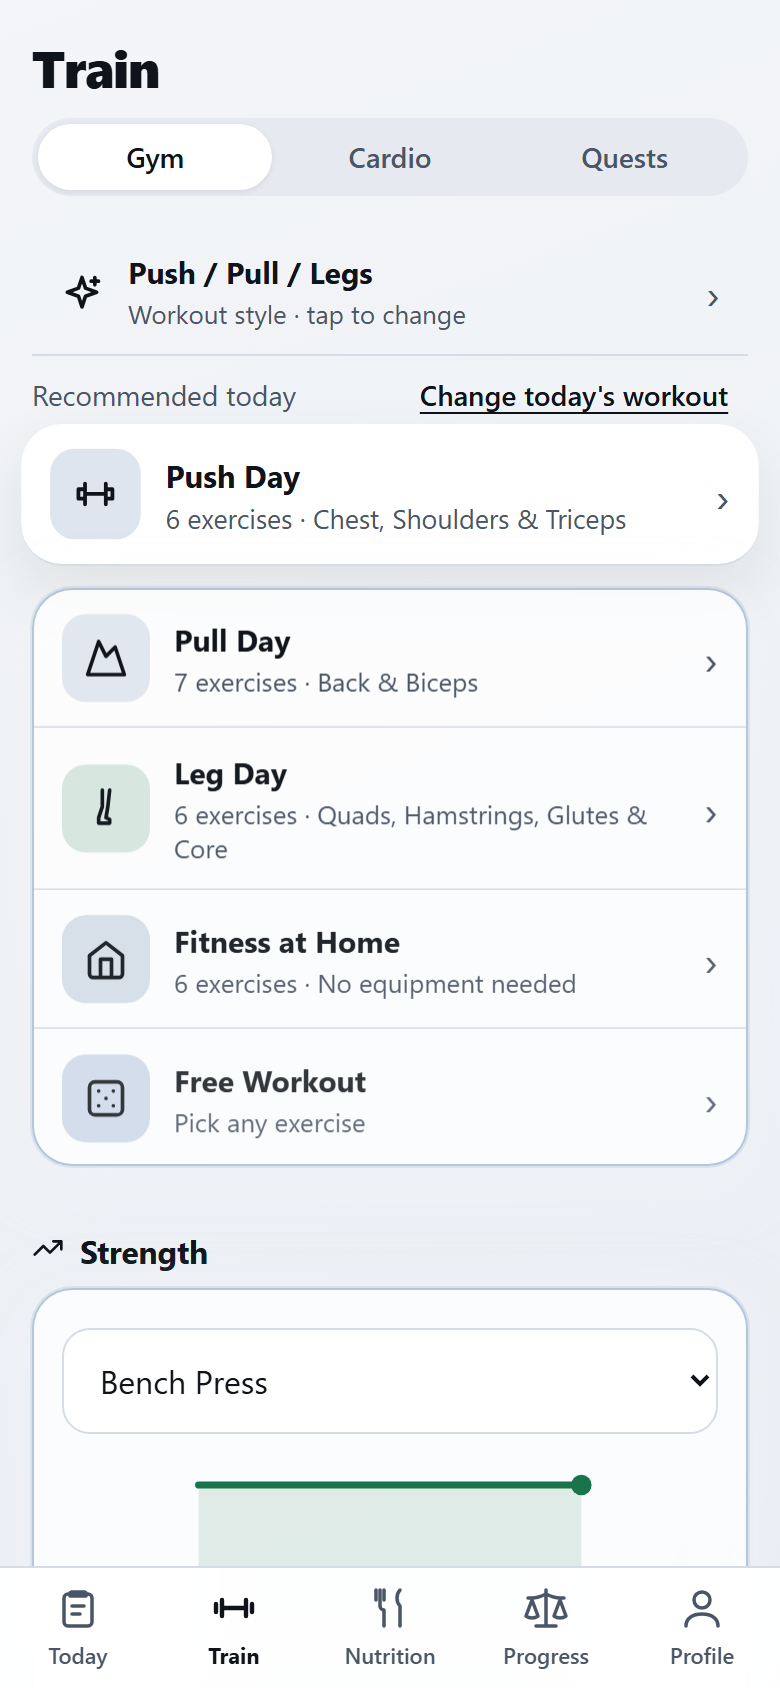 Train
Gym
Cardio
Quests
Push / Pull / Legs
Workout style · tap to change
Recommended today
Change today's workout
Push Day
6 exercises · Chest, Shoulders & Triceps
Pull Day
7 exercises · Back & Biceps
Leg Day
6 exercises · Quads, Hamstrings, Glutes &
Core
Fitness at Home
6 exercises · No equipment needed
Free Workout
Pick any exercise
Strength
Bench Press
Today
Train
Nutrition
Progress
Profile